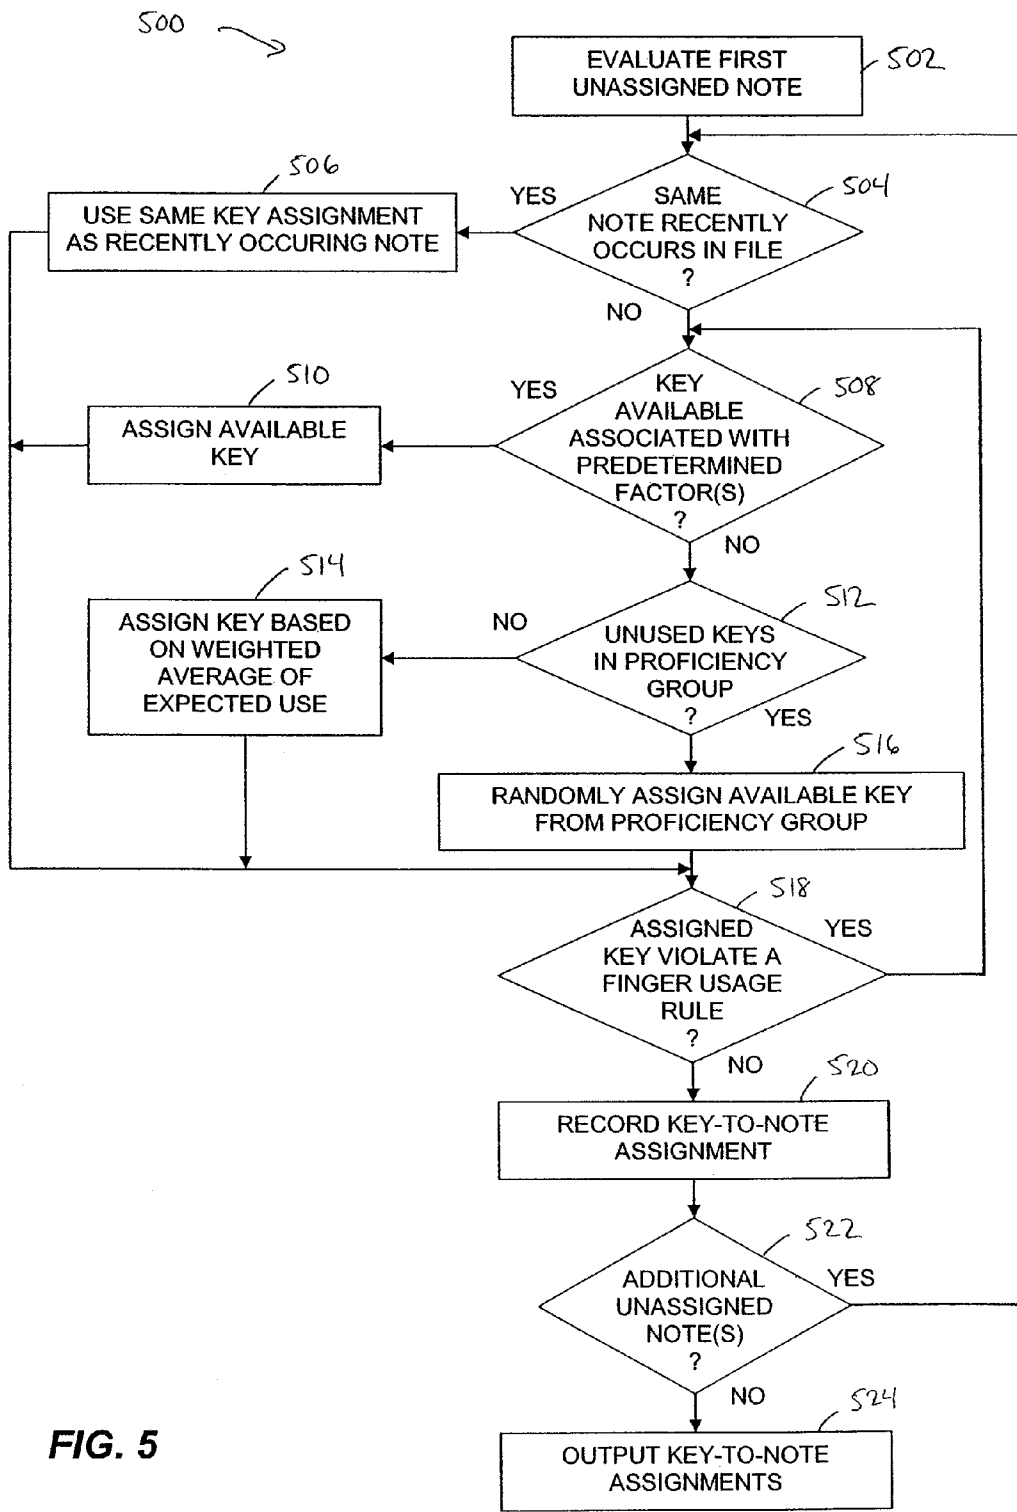 500
EVALUATE FIRST
UNASSIGNED NOTE
502
506
USE SAME KEY ASSIGNMENT
AS RECENTLY OCCURING NOTE
YES
SAME
NOTE RECENTLY
OCCURS IN FILE
?
504
NO
510
ASSIGN AVAILABLE
KEY
YES
KEY
AVAILABLE
ASSOCIATED WITH
PREDETERMINED
FACTOR(S)
?
508
NO
514
ASSIGN KEY BASED
ON WEIGHTED
AVERAGE OF
EXPECTED USE
NO
UNUSED KEYS
IN PROFICIENCY
GROUP
?
512
YES
516
RANDOMLY ASSIGN AVAILABLE KEY
FROM PROFICIENCY GROUP
518
ASSIGNED
KEY VIOLATE A
FINGER USAGE
RULE
?
YES
NO
520
RECORD KEY-TO-NOTE
ASSIGNMENT
522
ADDITIONAL
UNASSIGNED
NOTE(S)
?
YES
NO
524
OUTPUT KEY-TO-NOTE
ASSIGNMENTS
FIG. 5